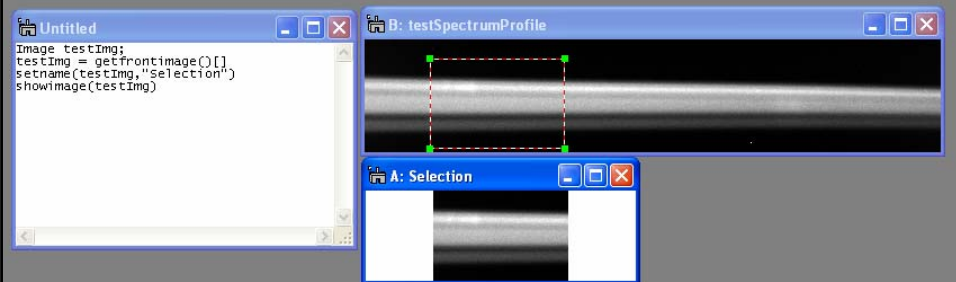 Untitled
Image testImg;
testImg = getfrontimage()[]
setname(testImg,"Selection")
showimage(testImg)
B: testSpectrumProfile
A: Selection